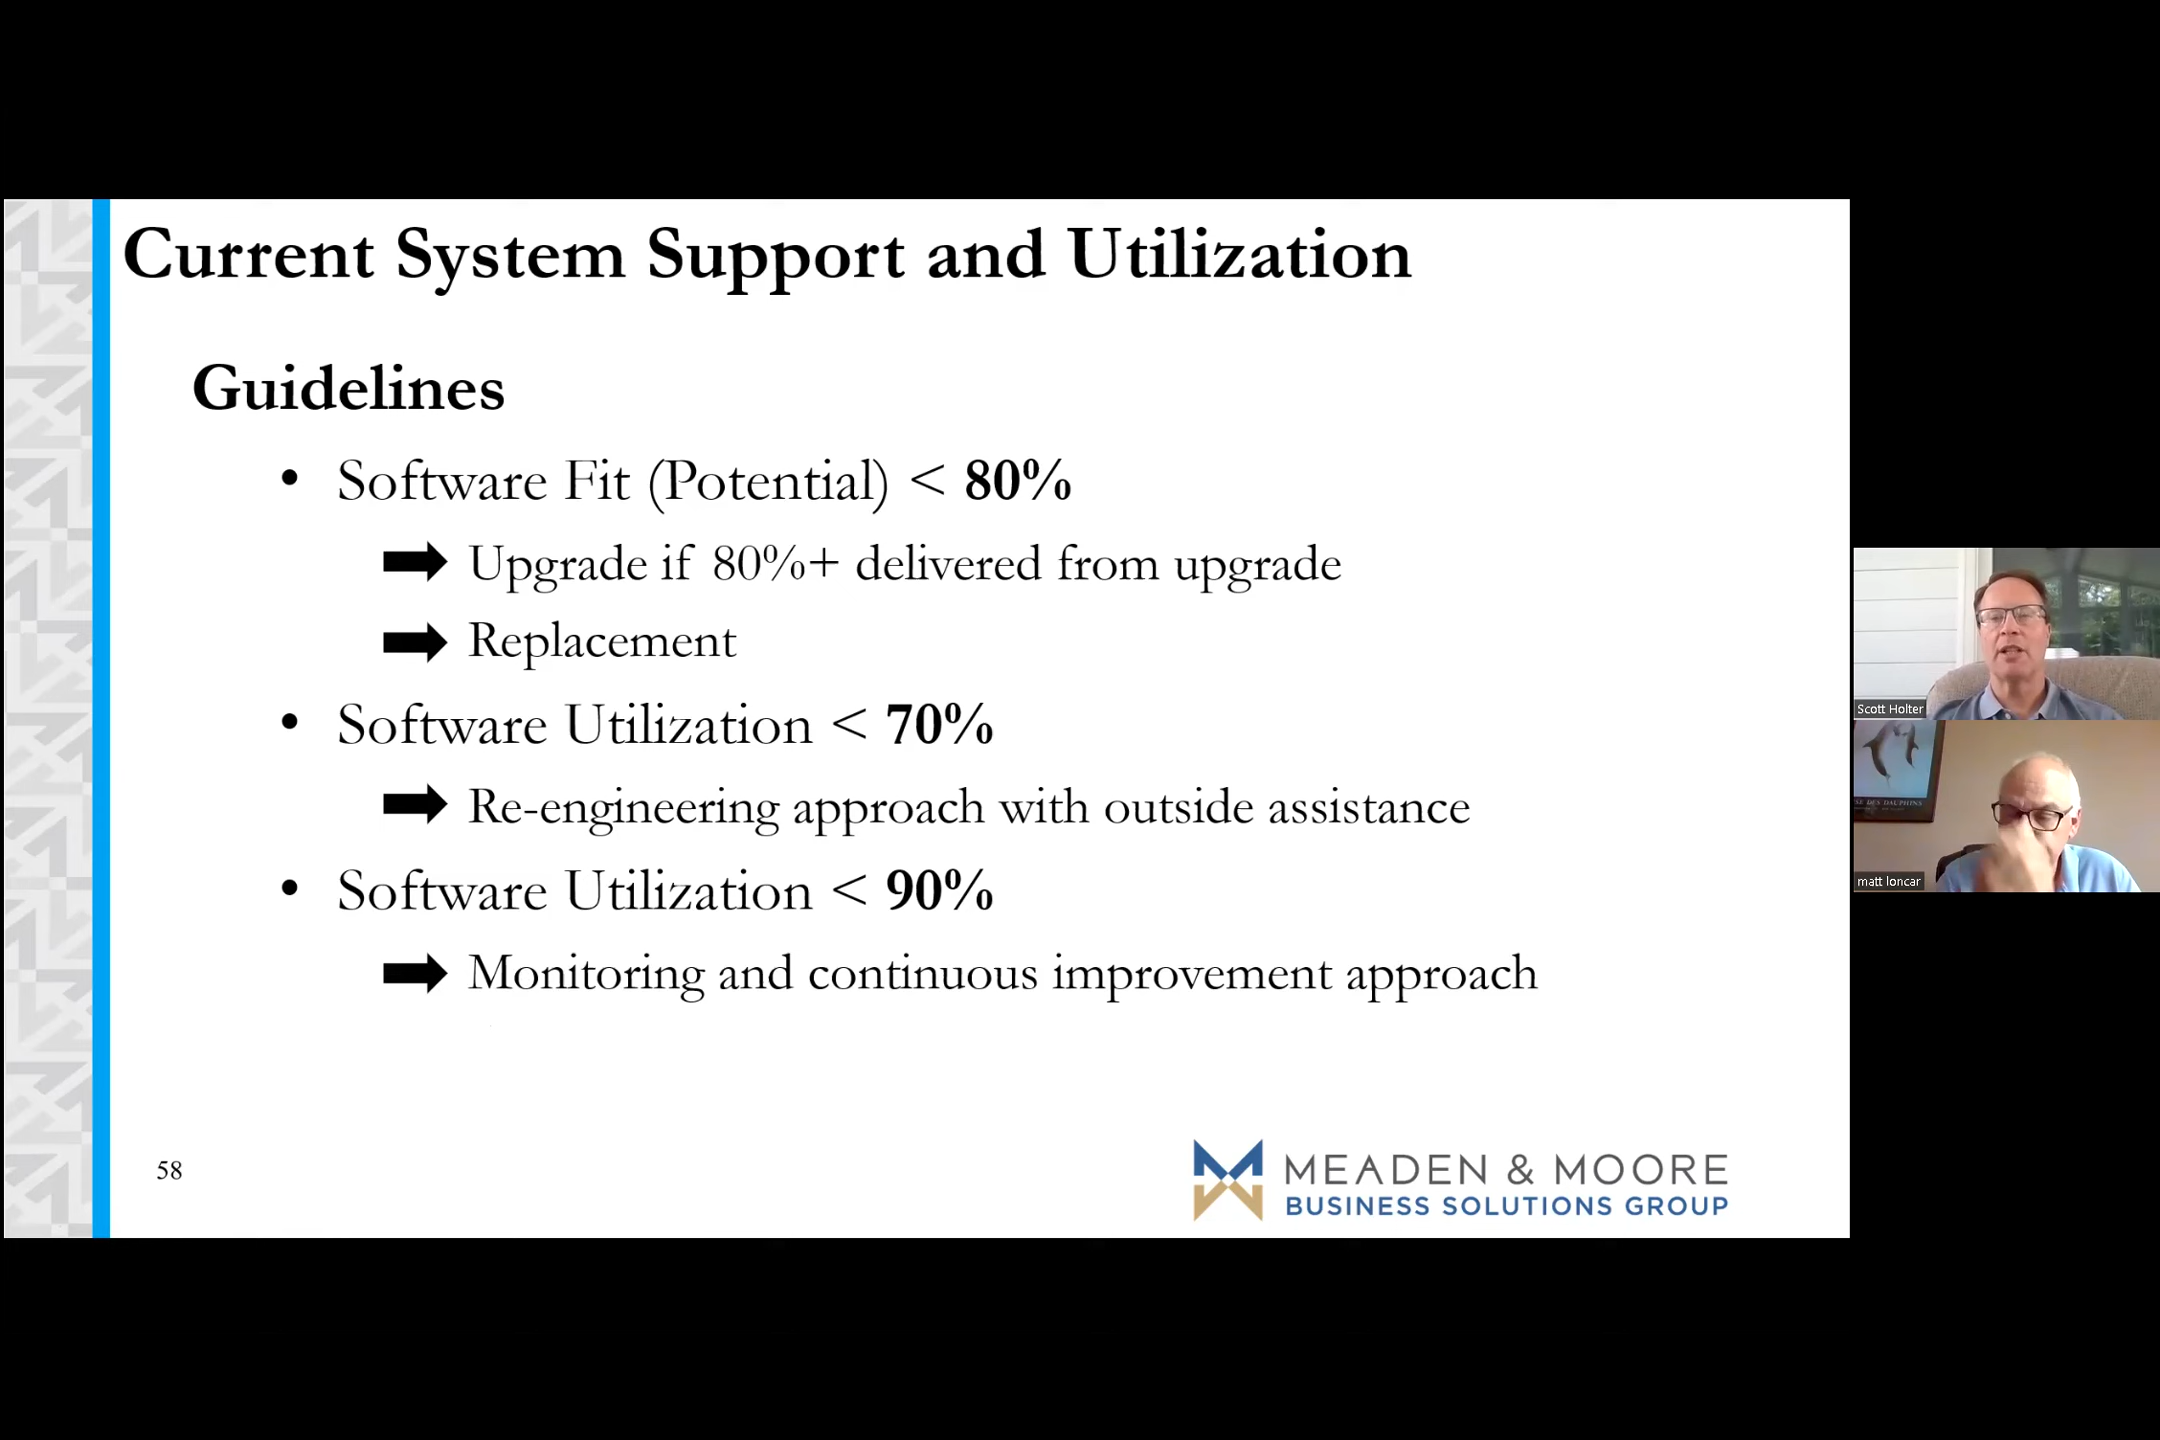 Current System Support and Utilization
Guidelines
• Software Fit (Potential) < 80%
Upgrade if 80%+ delivered from upgrade
Replacement
• Software Utilization < 70%
Re-engineering approach with outside assistance
• Software Utilization < 90%
Monitoring and continuous improvement approach
58
MEADEN & MOORE
BUSINESS SOLUTIONS GROUP
Scott Holter
matt loncar